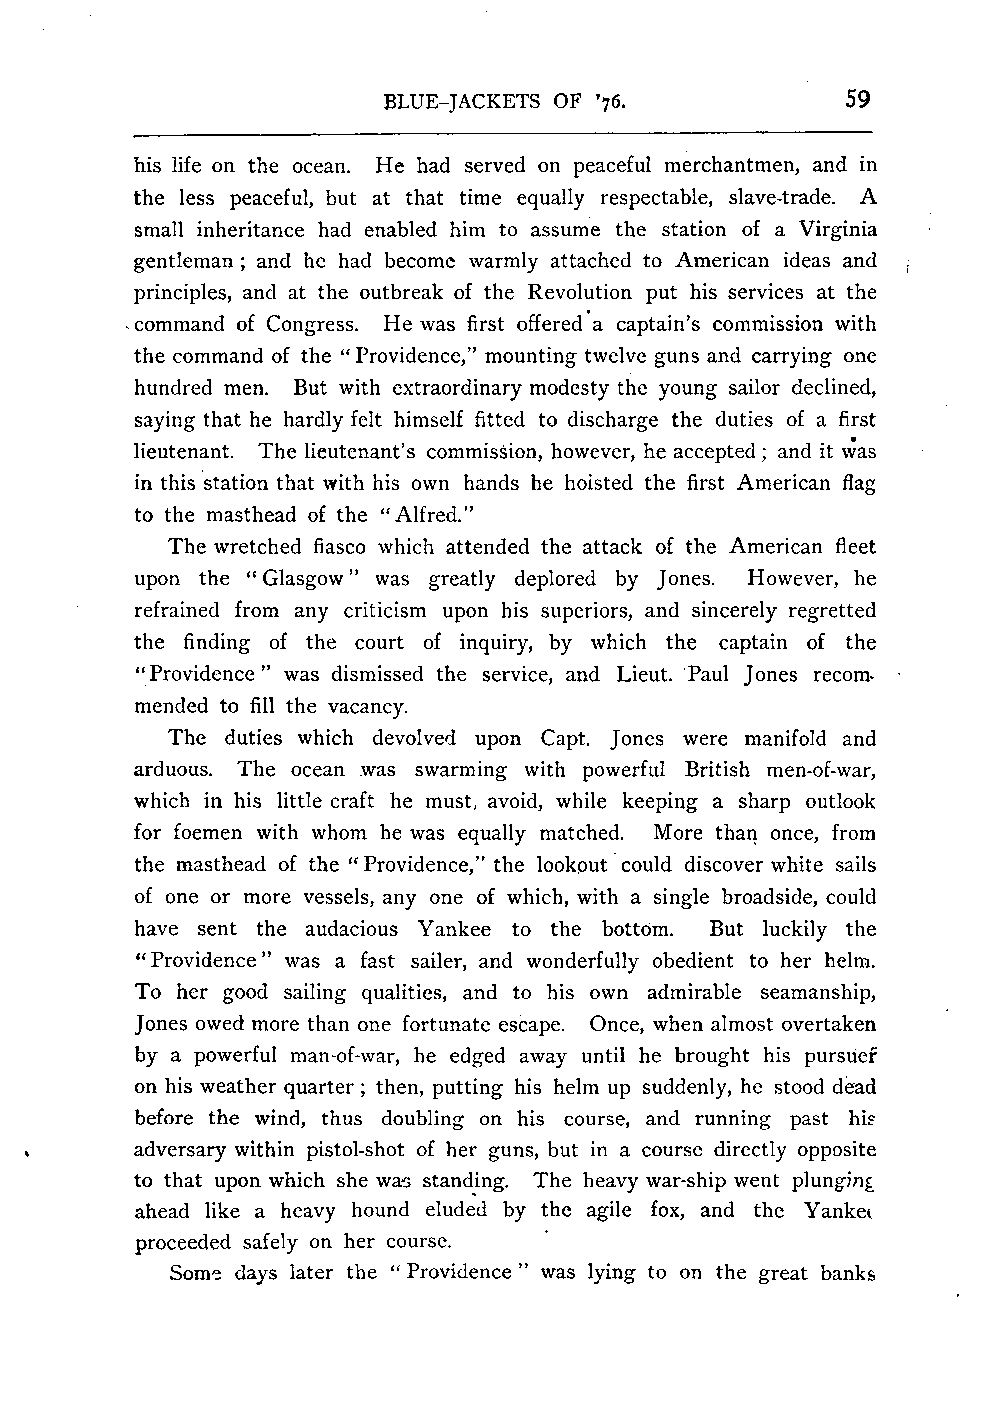 BLUE-JACKETS OF '76. 59
his life on the ocean. He had served on peaceful merchantmen, and in
the less peaceful, but at that time equally respectable, slave-trade. A
small inheritance had enabled him to assume the station of a Virginia
gentleman; and he had become warmly attached to American ideas and
principles, and at the outbreak of the Revolution put his services at the
command of Congress. He was first offered a captain's commission with
the command of the "Providence," mounting twelve guns and carrying one
hundred men. But with extraordinary modesty the young sailor declined,
saying that he hardly felt himself fitted to discharge the duties of a first
lieutenant. The lieutenant's commission, however, he accepted; and it was
in this station that with his own hands he hoisted the first American flag
to the masthead of the "Alfred."
The wretched fiasco which attended the attack of the American fleet
upon the "Glasgow" was greatly deplored by Jones. However, he
refrained from any criticism upon his superiors, and sincerely regretted
the finding of the court of inquiry, by which the captain of the
"Providence" was dismissed the service, and Lieut. Paul Jones recom-
mended to fill the vacancy.
The duties which devolved upon Capt. Jones were manifold and
arduous. The ocean was swarming with powerful British men-of-war,
which in his little craft he must, avoid, while keeping a sharp outlook
for foemen with whom he was equally matched. More than once, from
the masthead of the "Providence," the lookout could discover white sails
of one or more vessels, any one of which, with a single broadside, could
have sent the audacious Yankee to the bottom. But luckily the
"Providence" was a fast sailer, and wonderfully obedient to her helm.
To her good sailing qualities, and to his own admirable seamanship,
Jones owed more than one fortunate escape. Once, when almost overtaken
by a powerful man-of-war, he edged away until he brought his pursuer
on his weather quarter; then, putting his helm up suddenly, he stood dead
before the wind, thus doubling on his course, and running past his
adversary within pistol-shot of her guns, but in a course directly opposite
to that upon which she was standing. The heavy war-ship went plunging
ahead like a heavy hound eluded by the agile fox, and the Yankee
proceeded safely on her course.
Some days later the "Providence" was lying to on the great banks